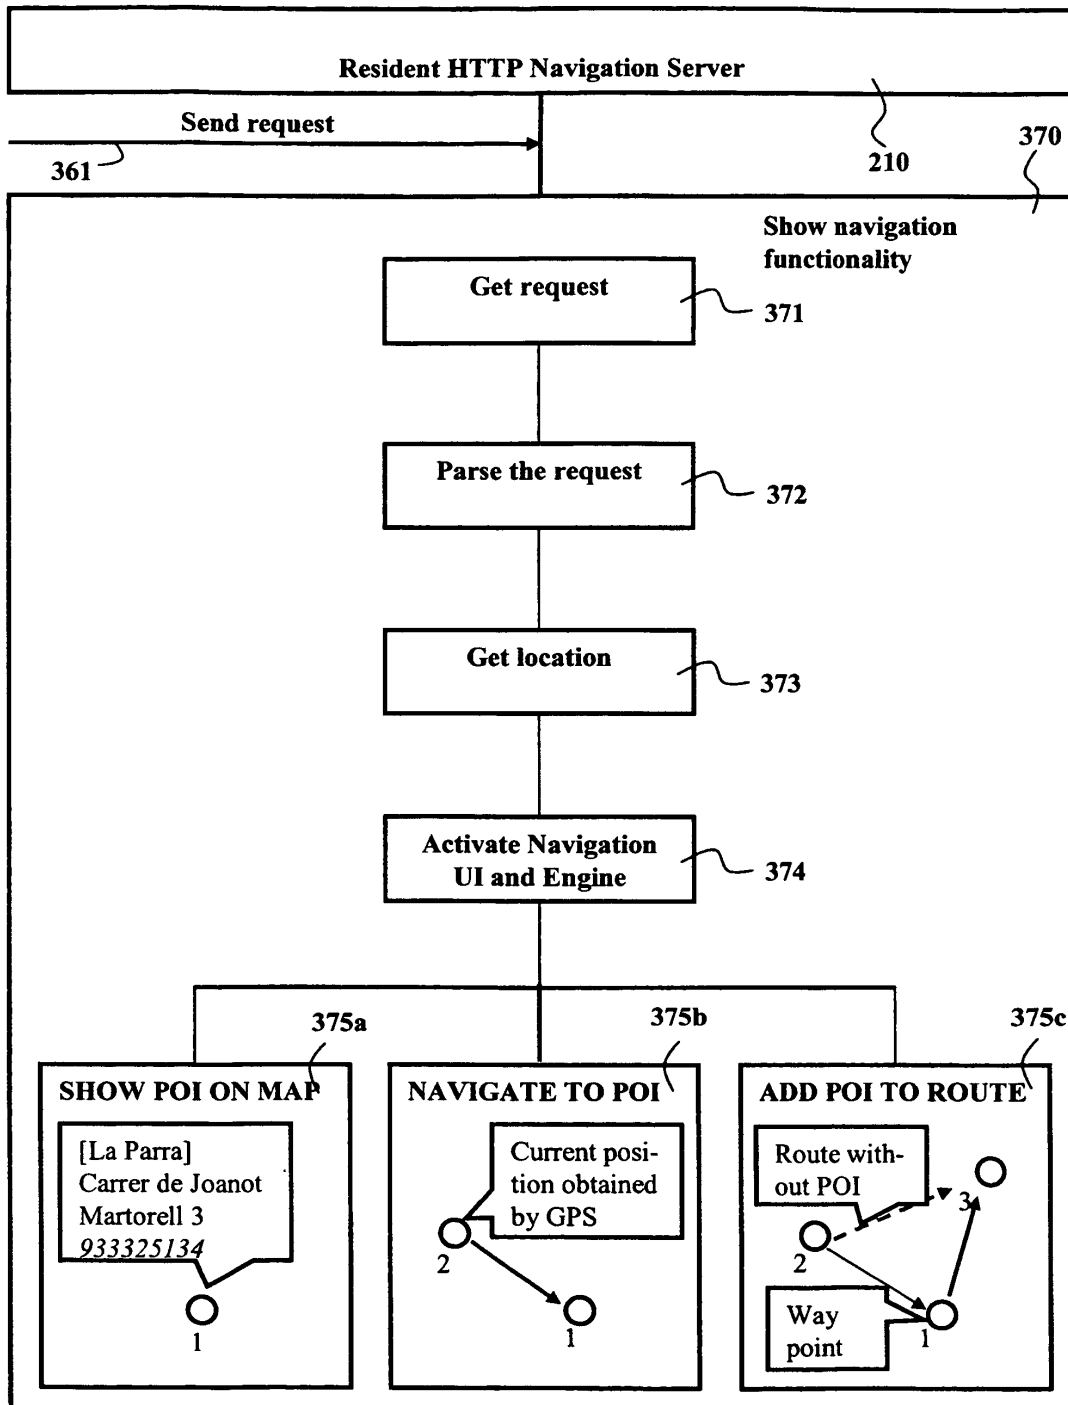 Resident HTTP Navigation Server
Send request
361
210
370
Show navigation
functionality
Get request
371
Parse the request
372
Get location
373
Activate Navigation
UI and Engine
374
375a
375b
375c
SHOW POI ON MAP
[La Parra]
Carrer de Joanot
Martorell 3
933325134
1
NAVIGATE TO POI
Current posi-
tion obtained
by GPS
2
1
ADD POI TO ROUTE
Route with-
out POI
3
2
Way
point
1